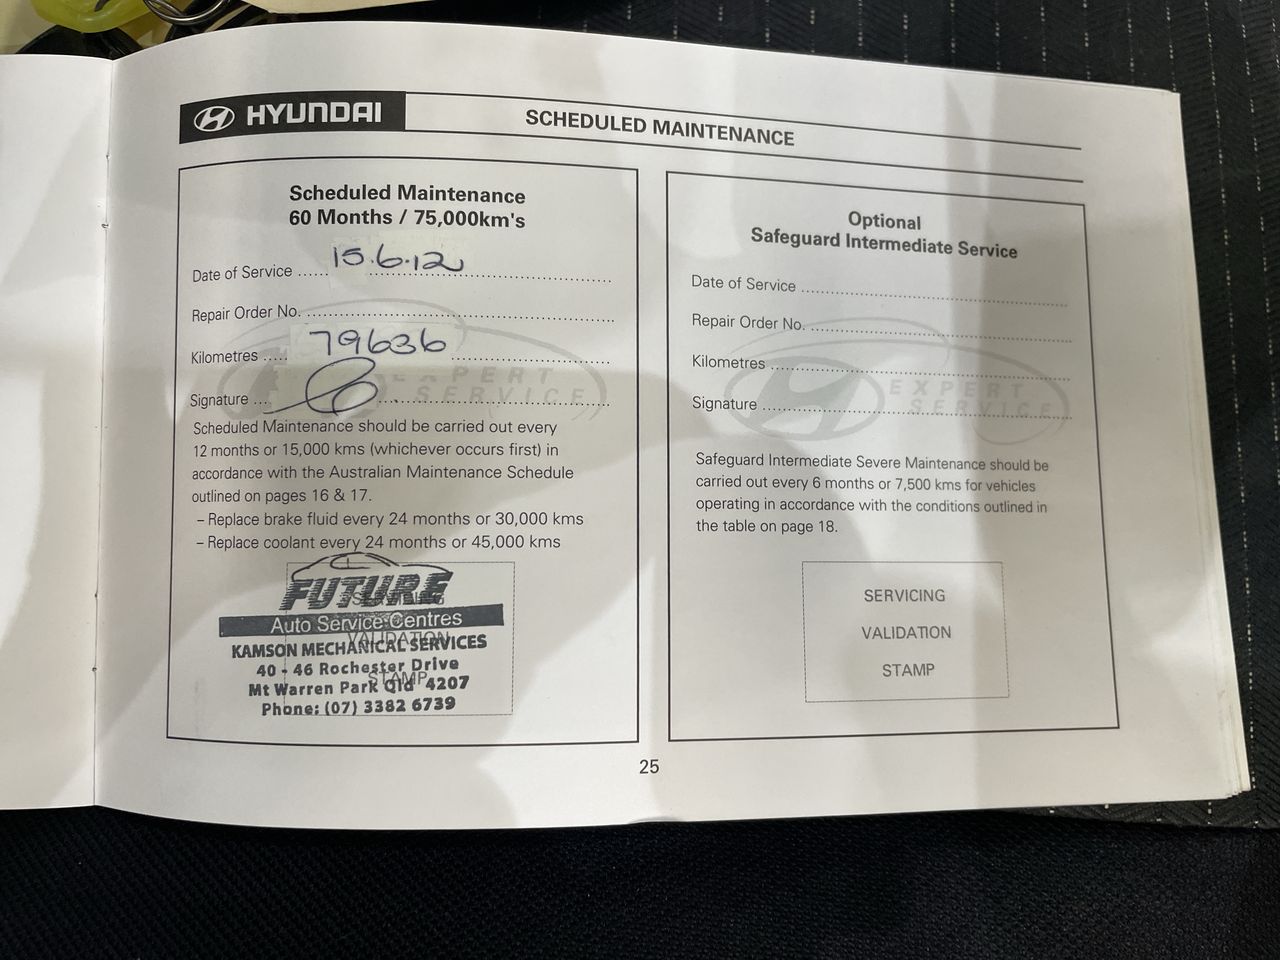 HYUNDAI
SCHEDULED MAINTENANCE
Scheduled Maintenance
60 Months / 75,000km's
Date of Service ...... 15.6.12
Repair Order No. ......
Kilometres ..... 79636
Signature ...
EXPERT
SERVICE
Scheduled Maintenance should be carried out every
12 months or 15,000 kms (whichever occurs first) in
accordance with the Australian Maintenance Schedule
outlined on pages 16 & 17.
– Replace brake fluid every 24 months or 30,000 kms
– Replace coolant every 24 months or 45,000 kms
SERVICING
VALIDATION
STAMP
FUTURE
Auto Service Centres
KAMSON MECHANICAL SERVICES
40 - 46 Rochester Drive
Mt Warren Park Qld 4207
Phone: (07) 3382 6739
Optional
Safeguard Intermediate Service
Date of Service ......
Repair Order No. ......
Kilometres ......
Signature ......
EXPERT
SERVICE
Safeguard Intermediate Severe Maintenance should be
carried out every 6 months or 7,500 kms for vehicles
operating in accordance with the conditions outlined in
the table on page 18.
SERVICING
VALIDATION
STAMP
25